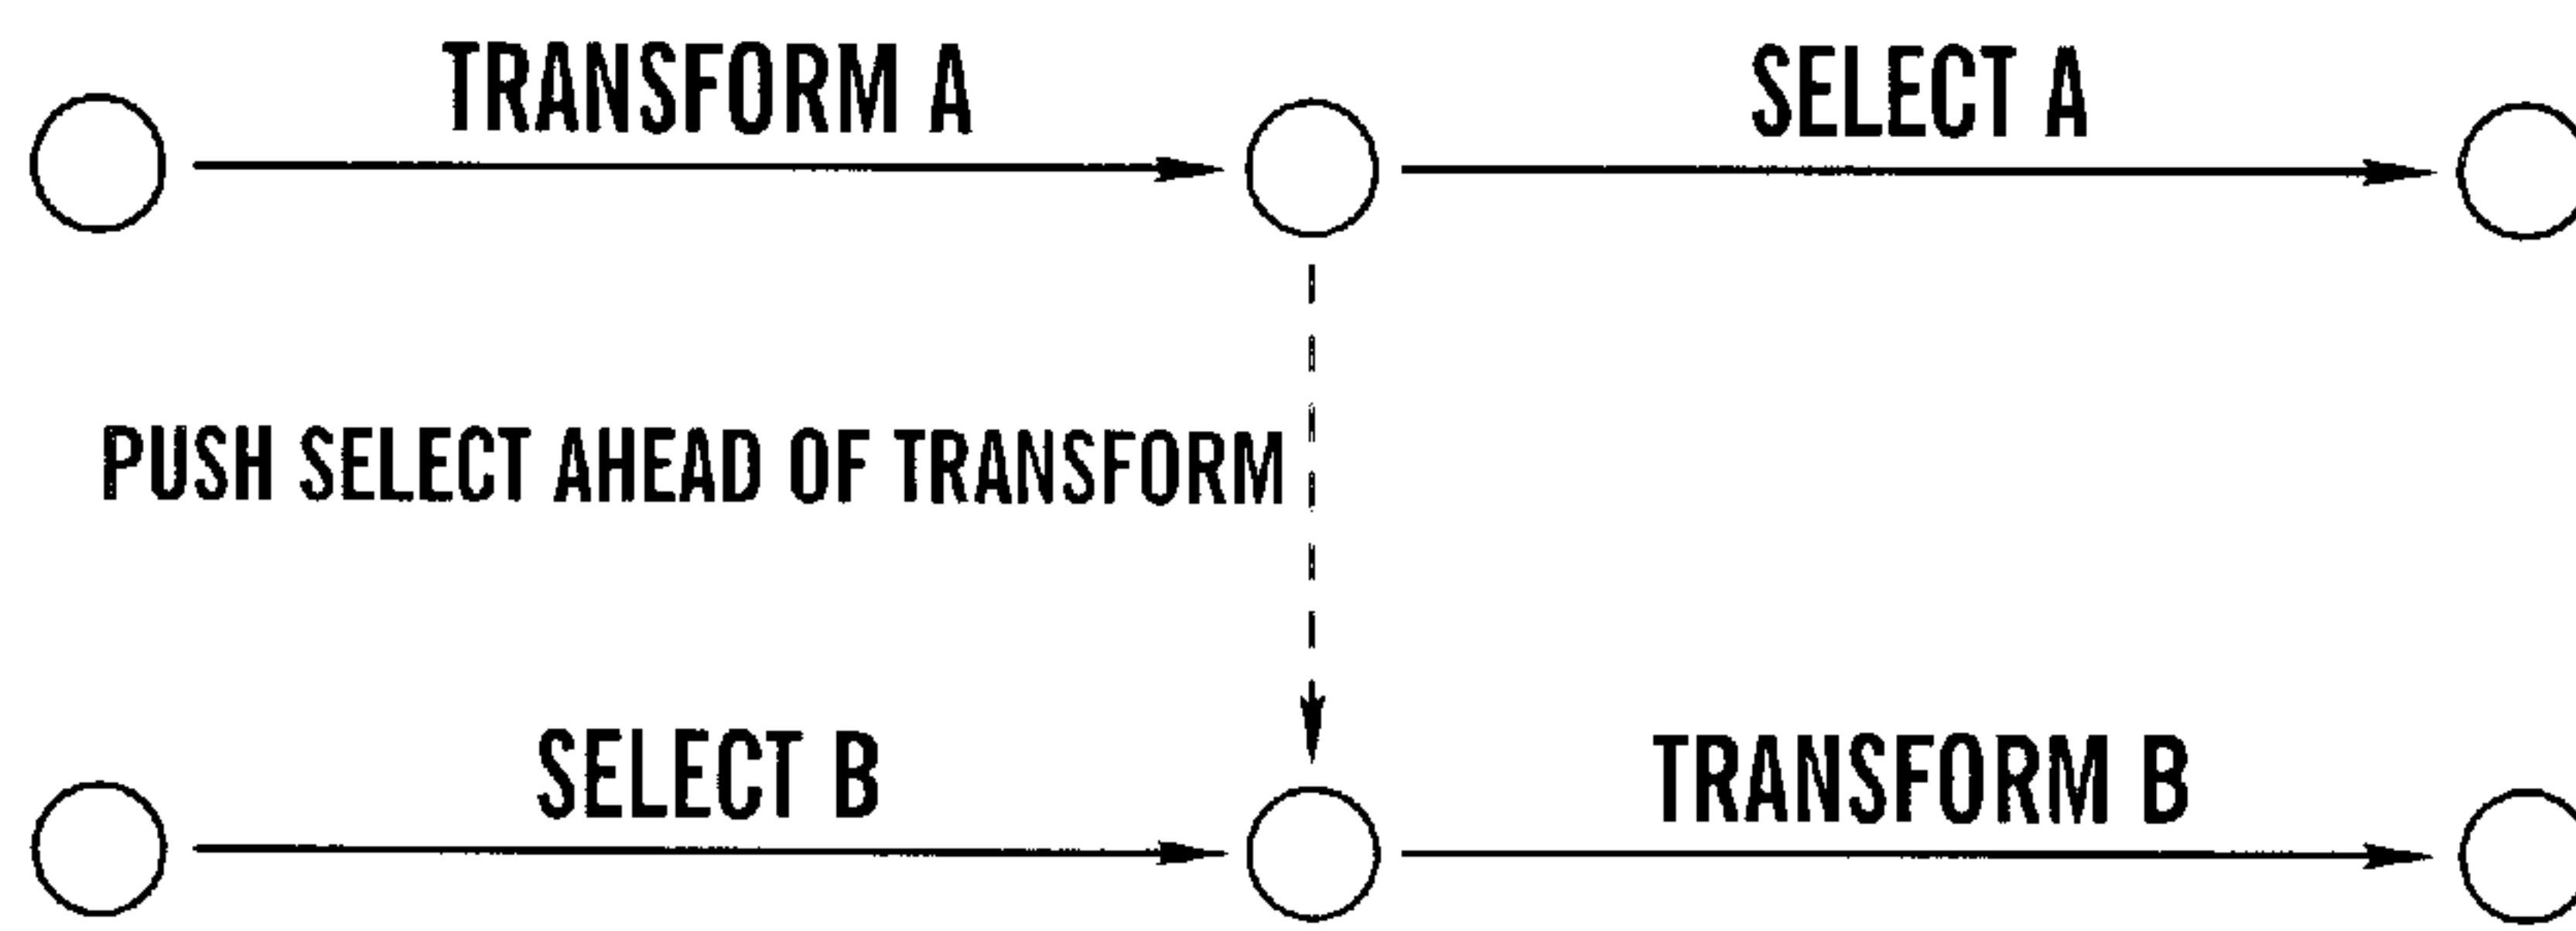 TRANSFORM A
SELECT A
PUSH SELECT AHEAD OF TRANSFORM
SELECT B
TRANSFORM B